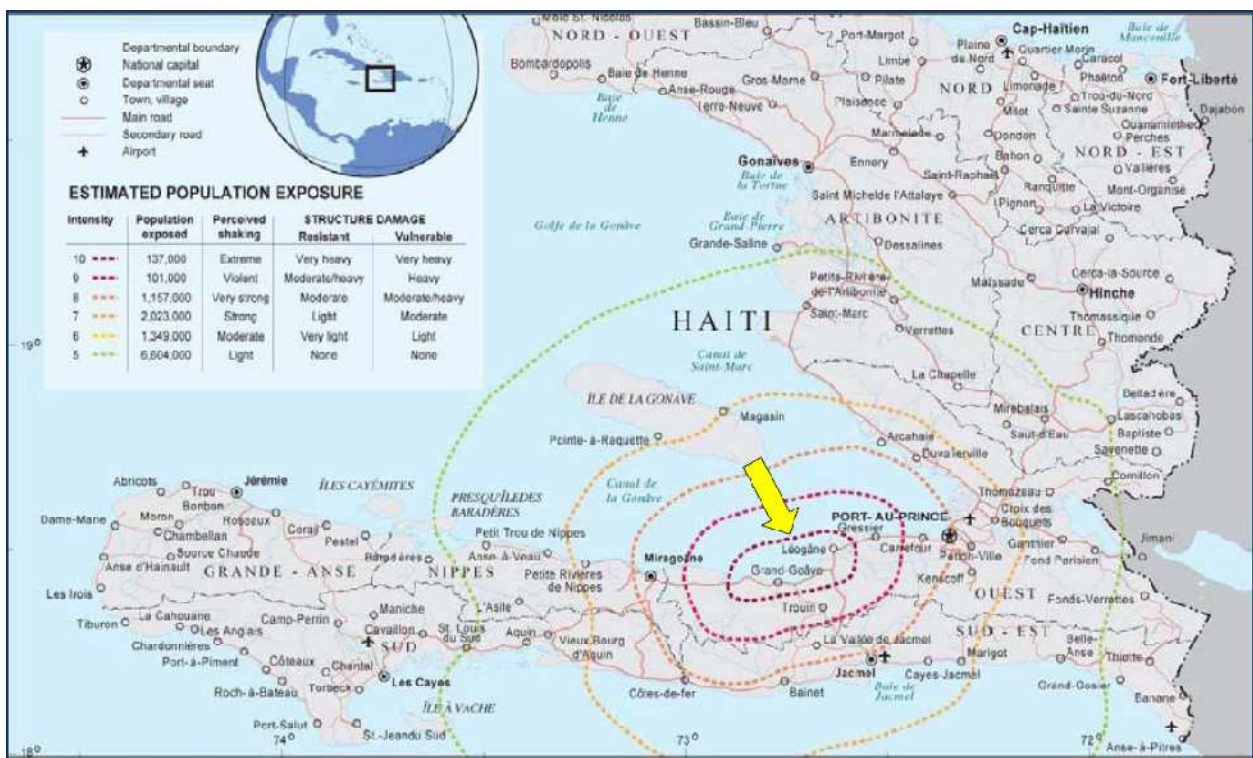 Departmental boundary
National capital
Departmental seat
Town, village
Main road
Secondary road
Airport
ESTIMATED POPULATION EXPOSURE
Intensity Population exposed Perceived shaking STRUCTURE DAMAGE Resistant Vulnerable
10 137,000 Extreme Very heavy Very heavy
9 101,000 Violent Moderate/heavy Heavy
8 1,157,000 Very strong Moderate Moderate/heavy
7 2,023,000 Strong Light Moderate
6 1,349,000 Moderate Very light Light
5 6,604,000 Light None None
NORD - OUEST
Bassin-Bleu
Port-Margot
Cap-Haïtien
Baie de
Plaine
de Nord
Quartier Morin
Limbé
Caracol
Phaéton
Fort-Liberté
Bombardopolis
Baie de Henne
Anse-Rouge
Gros-Morne
Pilate
NORD
Limonade
Trou-du-Nord
Baie
de
Henne
Terre-Neuve
Plaisance
Milot
Sainte Suzanne
Dajabon
Perches
Marmelade
Dondon
NORD - EST
Gonaïves
Ennery
Bahon
Vallières
Baie de
la Tortue
Saint-Raphaël
Ranquitte
Mont-Organisé
Saint Michelde l'Attalaye
Pignon
La Victoire
Golfe de la Gonâve
Baie de
Grand-Pierre
ARTIBONITE
Cerca Carvajal
Grande-Saline
Dessalines
Petite-Rivière-
de-l'Artibonite
Maïssade
Cerca-la-Source
Hinche
HAITI
Saint-Marc
Thomassique
19°
Verrettes
CENTRE
Thomonde
Canal de
Saint-Marc
La Chapelle
Belladère
ÎLE DE LA GONÂVE
Magasin
Mirebalais
Lascahobas
Pointe-à-Raquette
Arcahaie
Saut-d'Eau
Baptiste
Savenette
Duvalierville
Cornillon
Abricots
Jérémie
ÎLES CAYÉMITES
Canal de
la Gonâve
Thomazeau
Trou
Bonbon
PRESQU'ÎLEDES
BARADÈRES
PORT-AU-PRINCE
Croix des
Bouquets
Dame-Marie
Moron
Roseaux
Corail
Petit Trou de Nippes
Gressier
Chambellan
Pestel
Léogâne
Carrefour
Ganthier
Jimani
Source Chaude
Anse-à-Veau
Miragoâne
Pétion-Ville
Fond Parisien
Anse d'Hainault
GRANDE - ANSE
NIPPES
Petite Rivières
de Nippes
Grand-Goâve
Kenscoff
Les Irois
L'Asile
Trouin
OUEST
Fonds-Verrettes
La Cahouane
Maniche
Tiburon
Les Anglais
Camp-Perrin
Cavaillon
St. Louis
du Sud
Aquin
Vieux Bourg
d'Aquin
La Vallée de Jacmel
SUD - EST
Chardonnières
SUD
Belle-
Anse
Thiotte
Port-à-Piment
Côteaux
Chantal
Jacmel
Cayes-Jacmel
Marigot
Roch-à-Bateau
Torbeck
Les Cayes
Côtes-de-fer
Bainet
Baie de
Jacmel
Grand-Gosier
Banane
ÎLE À VACHE
Port-Salut
St.-Jeandu Sud
18°
74°
73°
72°
Anse-à-Pitres